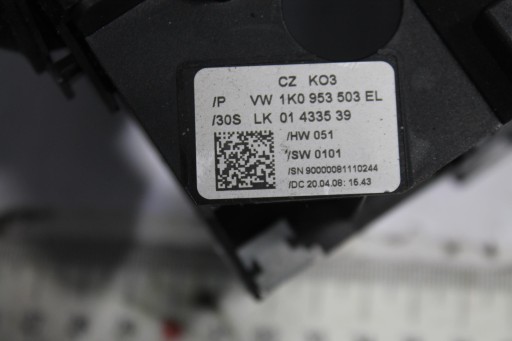 CZ KO3
/P VW 1K0 953 503 EL
/30S LK 01 4335 39
/HW 051
/SW 0101
/SN 90000081110244
/DC 20.04.08: 15.43